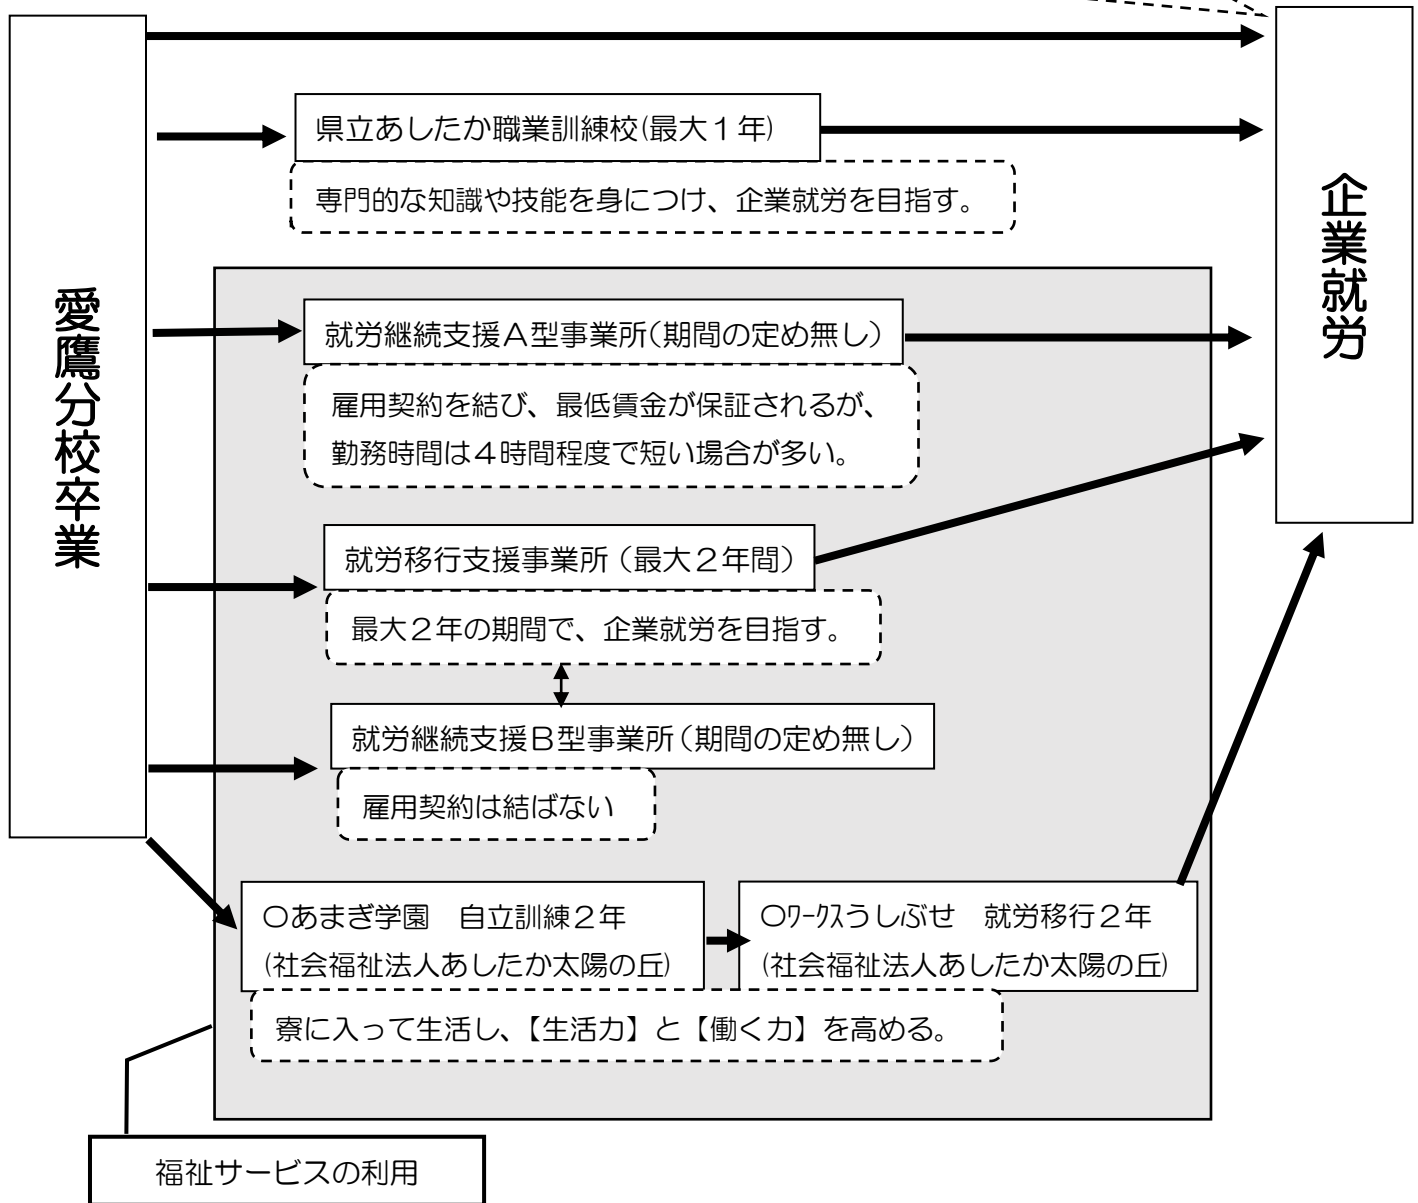 愛鷹分校卒業
県立あしたか職業訓練校(最大１年)
専門的な知識や技能を身につけ、企業就労を目指す。
企業就労
就労継続支援Ａ型事業所（期間の定め無し）
雇用契約を結び、最低賃金が保証されるが、
勤務時間は４時間程度で短い場合が多い。
就労移行支援事業所（最大２年間）
最大２年の期間で、企業就労を目指す。
就労継続支援Ｂ型事業所（期間の定め無し）
雇用契約は結ばない
○あまぎ学園　自立訓練２年
(社会福祉法人あしたか太陽の丘)
○ﾜｰｸｽうしぶせ　就労移行２年
(社会福祉法人あしたか太陽の丘)
寮に入って生活し、【生活力】と【働く力】を高める。
福祉サービスの利用